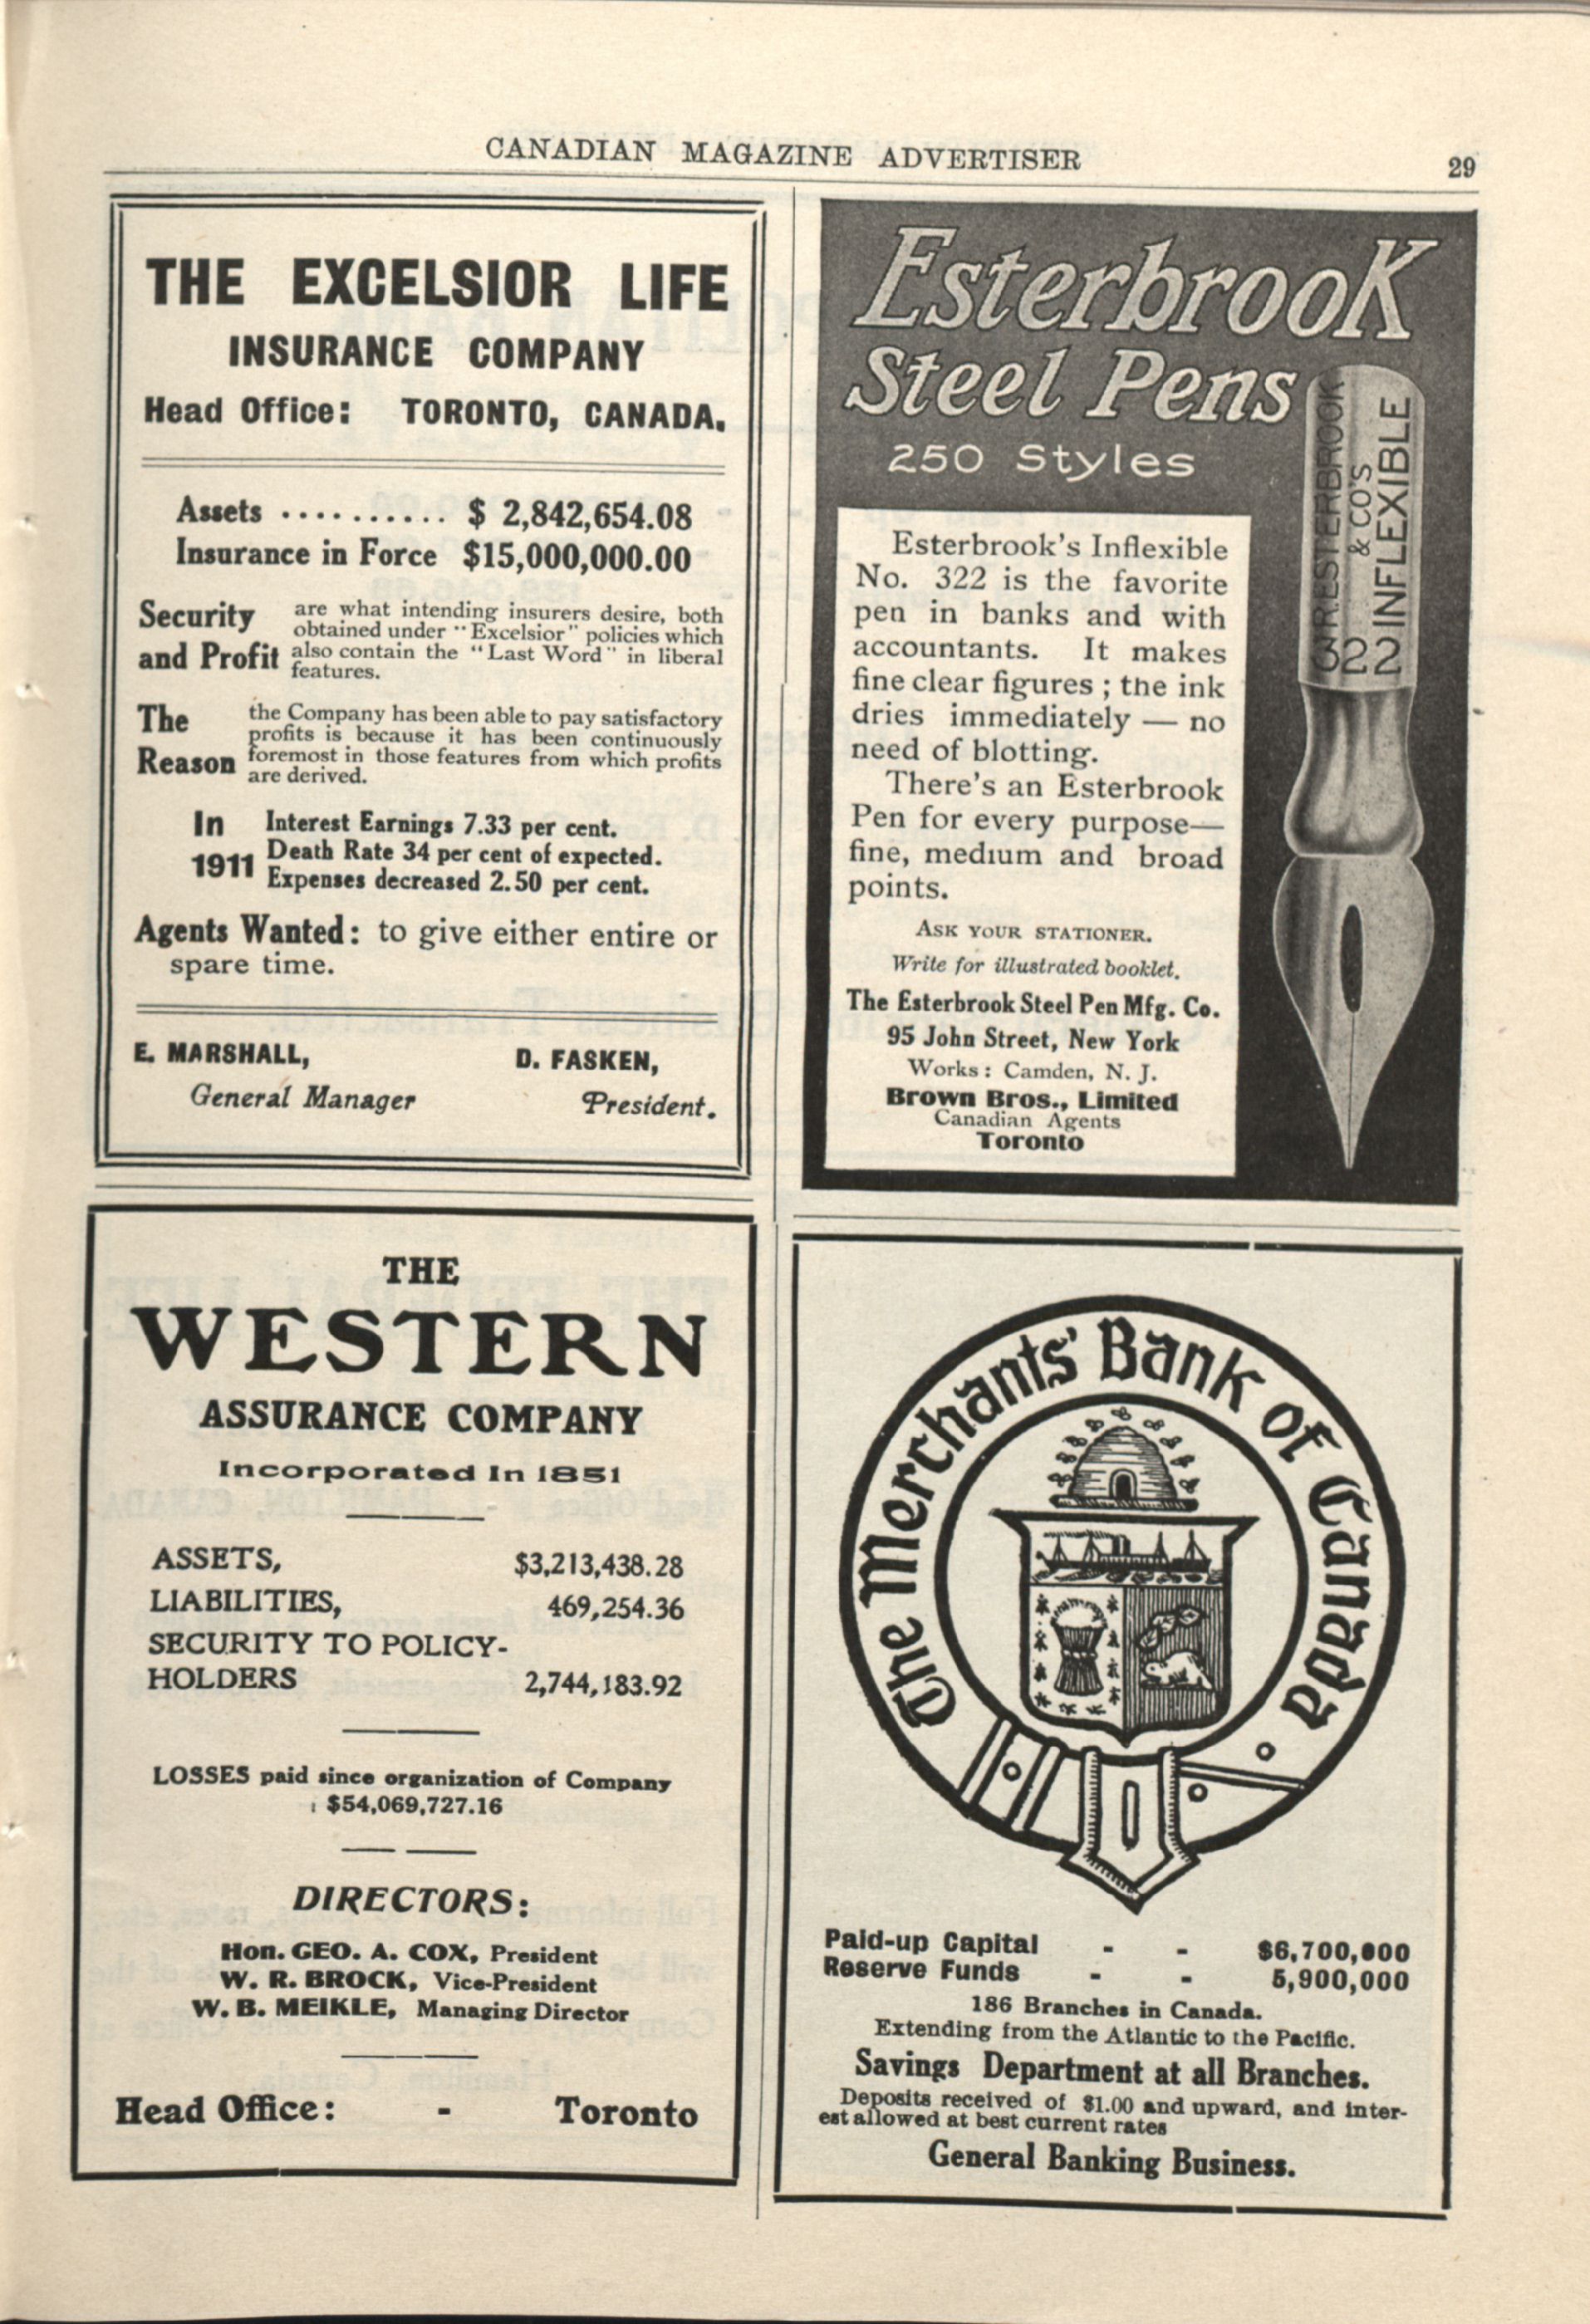 CANADIAN MAGAZINE ADVERTISER
29
THE EXCELSIOR LIFE
INSURANCE COMPANY
Head Office: TORONTO, CANADA.
Assets .......... $ 2,842,654.08
Insurance in Force $15,000,000.00
Security and Profit
are what intending insurers desire, both
obtained under "Excelsior" policies which
also contain the "Last Word" in liberal
features.
The Reason
the Company has been able to pay satisfactory
profits is because it has been continuously
foremost in those features from which profits
are derived.
In 1911
Interest Earnings 7.33 per cent.
Death Rate 34 per cent of expected.
Expenses decreased 2.50 per cent.
Agents Wanted: to give either entire or
spare time.
E. MARSHALL, D. FASKEN,
General Manager President.
Esterbrook
Steel Pens
250 Styles
R. ESTERBROOK
& CO'S
INFLEXIBLE
322
Esterbrook's Inflexible
No. 322 is the favorite
pen in banks and with
accountants. It makes
fine clear figures; the ink
dries immediately — no
need of blotting.
There's an Esterbrook
Pen for every purpose—
fine, medium and broad
points.
ASK YOUR STATIONER.
Write for illustrated booklet.
The Esterbrook Steel Pen Mfg. Co.
95 John Street, New York
Works: Camden, N. J.
Brown Bros., Limited
Canadian Agents
Toronto
THE
WESTERN
ASSURANCE COMPANY
Incorporated In 1851
ASSETS, $3,213,438.28
LIABILITIES, 469,254.36
SECURITY TO POLICY-
HOLDERS 2,744,183.92
LOSSES paid since organization of Company
$54,069,727.16
DIRECTORS:
Hon. GEO. A. COX, President
W. R. BROCK, Vice-President
W. B. MEIKLE, Managing Director
Head Office: - Toronto
The Merchants' Bank of Canada
Paid-up Capital - - $6,700,000
Reserve Funds - - 5,900,000
186 Branches in Canada.
Extending from the Atlantic to the Pacific.
Savings Department at all Branches.
Deposits received of $1.00 and upward, and inter-
est allowed at best current rates
General Banking Business.